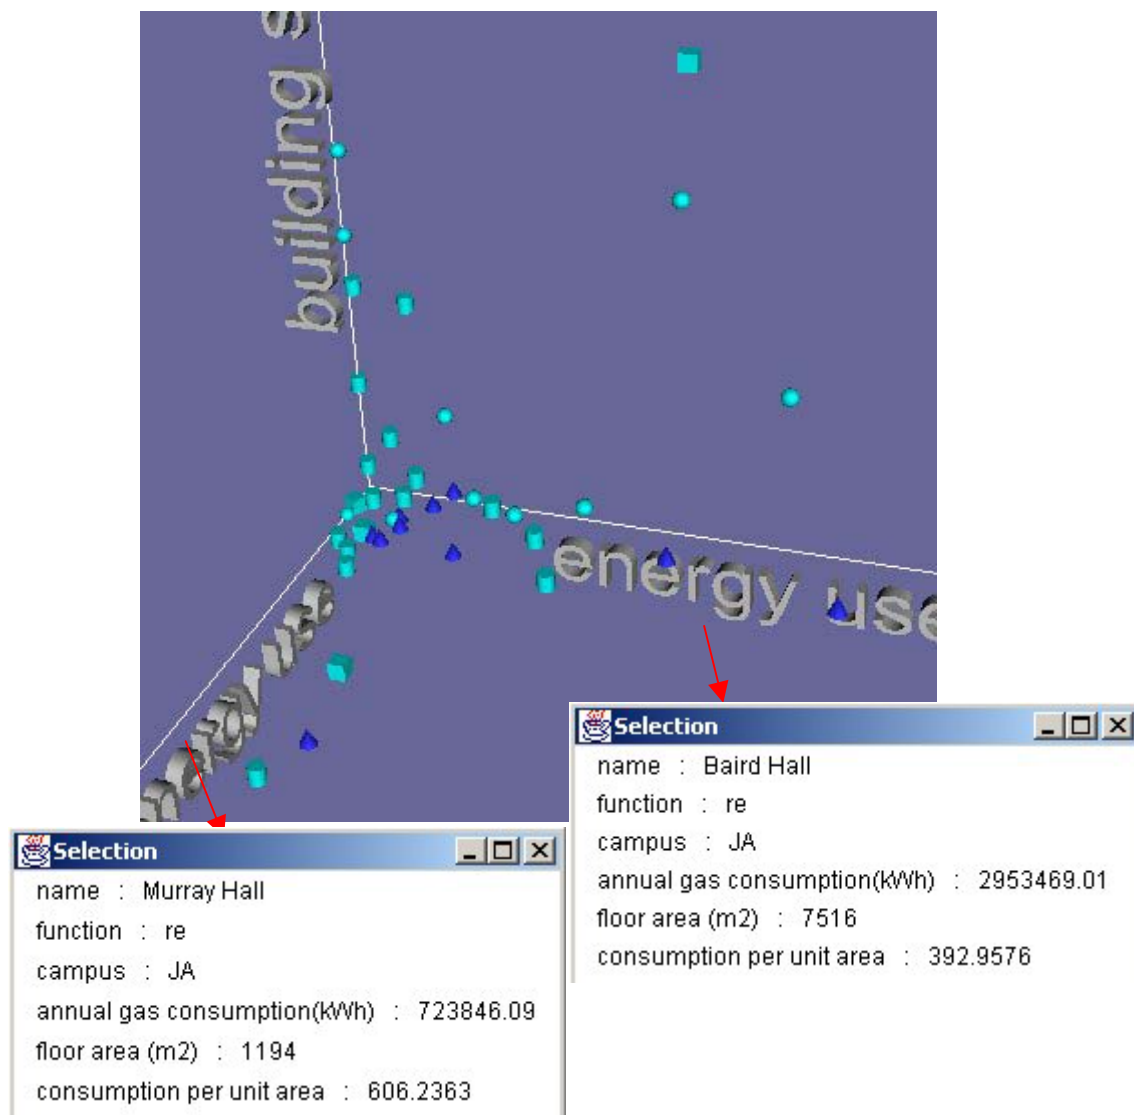 building s
energy use
energy use
Selection
name : Baird Hall
function : re
campus : JA
annual gas consumption(kWh) : 2953469.01
floor area (m2) : 7516
consumption per unit area : 392.9576
Selection
name : Murray Hall
function : re
campus : JA
annual gas consumption(kWh) : 723846.09
floor area (m2) : 1194
consumption per unit area : 606.2363